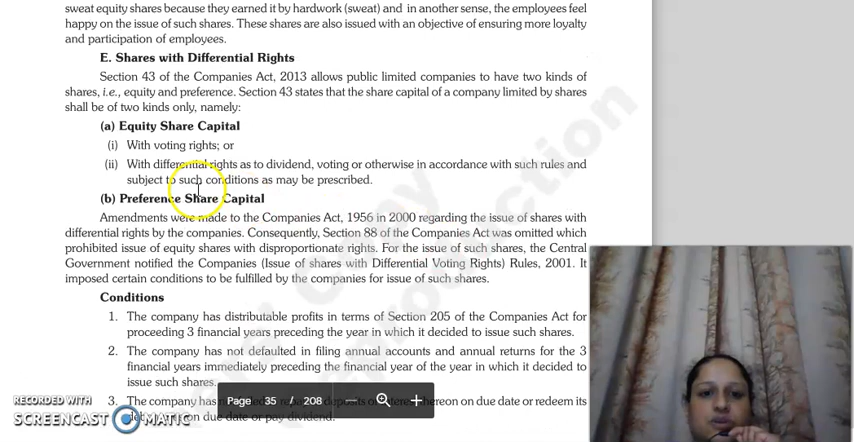 sweat equity shares because they earned it by hardwork (sweat) and in another sense, the employees feel
happy on the issue of such shares. These shares are also issued with an objective of ensuring more loyalty
and participation of employees.
E. Shares with Differential Rights
Section 43 of the Companies Act, 2013 allows public limited companies to have two kinds of
shares, i.e., equity and preference. Section 43 states that the share capital of a company limited by shares
shall be of two kinds only, namely:
(a) Equity Share Capital
(i) With voting rights; or
(ii) With differential rights as to dividend, voting or otherwise in accordance with such rules and
subject to such conditions as may be prescribed.
(b) Preference Share Capital
Amendments were made to the Companies Act, 1956 in 2000 regarding the issue of shares with
differential rights by the companies. Consequently, Section 88 of the Companies Act was omitted which
prohibited issue of equity shares with disproportionate rights. For the issue of such shares, the Central
Government notified the Companies (Issue of shares with Differential Voting Rights) Rules, 2001. It
imposed certain conditions to be fulfilled by the companies for issue of such shares.
Conditions
1. The company has distributable profits in terms of Section 205 of the Companies Act for
proceeding 3 financial years preceding the year in which it decided to issue such shares.
2. The company has not defaulted in filing annual accounts and annual returns for the 3
financial years immediately preceding the financial year of the year in which it decided to
issue such shares.
3. The company has thereon on due date or redeem its
on due date or pay dividend.
Page 35 / 208
RECORDED WITH
SCREENCAST MATIC